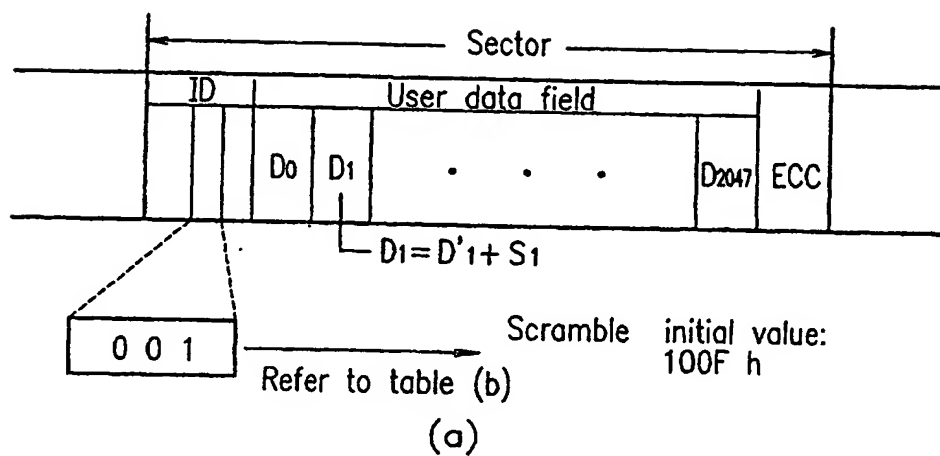 Sector
ID User data field
D0 D1 · · · D2047 ECC
D1=D'1+S1
0 0 1
Refer to table (b)
Scramble initial value:
100F h
(a)